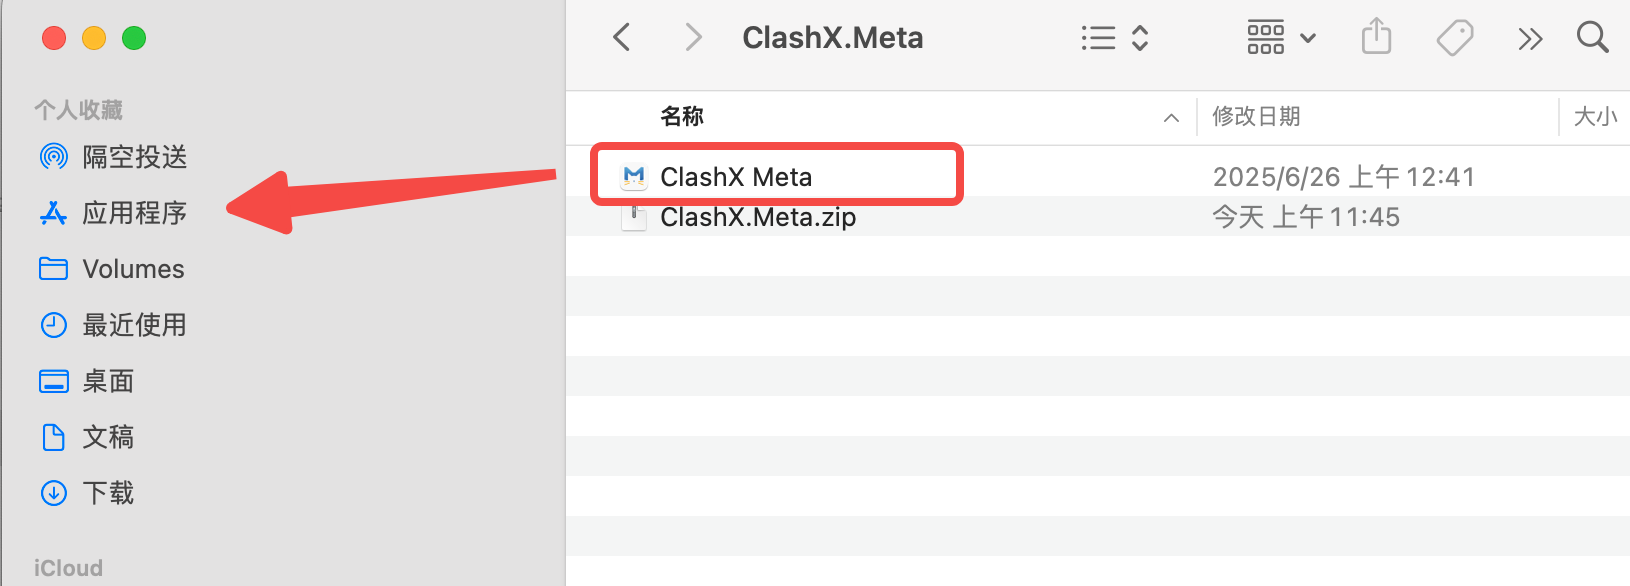 ClashX.Meta
个人收藏
隔空投送
应用程序
Volumes
最近使用
桌面
文稿
下载
iCloud
名称 修改日期 大小
ClashX Meta 2025/6/26 上午 12:41
ClashX.Meta.zip 今天 上午 11:45